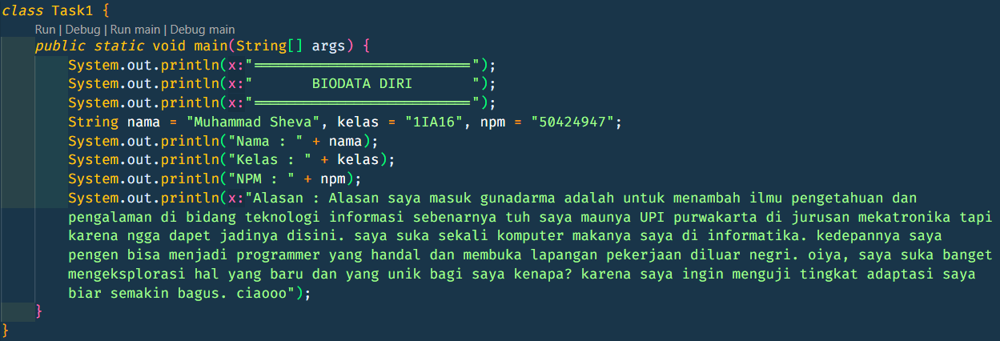 class Task1 {
Run | Debug | Run main | Debug main
public static void main(String[] args) {
System.out.println(x:"==========================");
System.out.println(x:"       BIODATA DIRI       ");
System.out.println(x:"==========================");
String nama = "Muhammad Sheva", kelas = "1IA16", npm = "50424947";
System.out.println("Nama : " + nama);
System.out.println("Kelas : " + kelas);
System.out.println("NPM : " + npm);
System.out.println(x:"Alasan : Alasan saya masuk gunadarma adalah untuk menambah ilmu pengetahuan dan
pengalaman di bidang teknologi informasi sebenarnya tuh saya maunya UPI purwakarta di jurusan mekatronika tapi
karena ngga dapet jadinya disini. saya suka sekali komputer makanya saya di informatika. kedepannya saya
pengen bisa menjadi programmer yang handal dan membuka lapangan pekerjaan diluar negri. oiya, saya suka banget
mengeksplorasi hal yang baru dan yang unik bagi saya kenapa? karena saya ingin menguji tingkat adaptasi saya
biar semakin bagus. ciaooo");
}
}